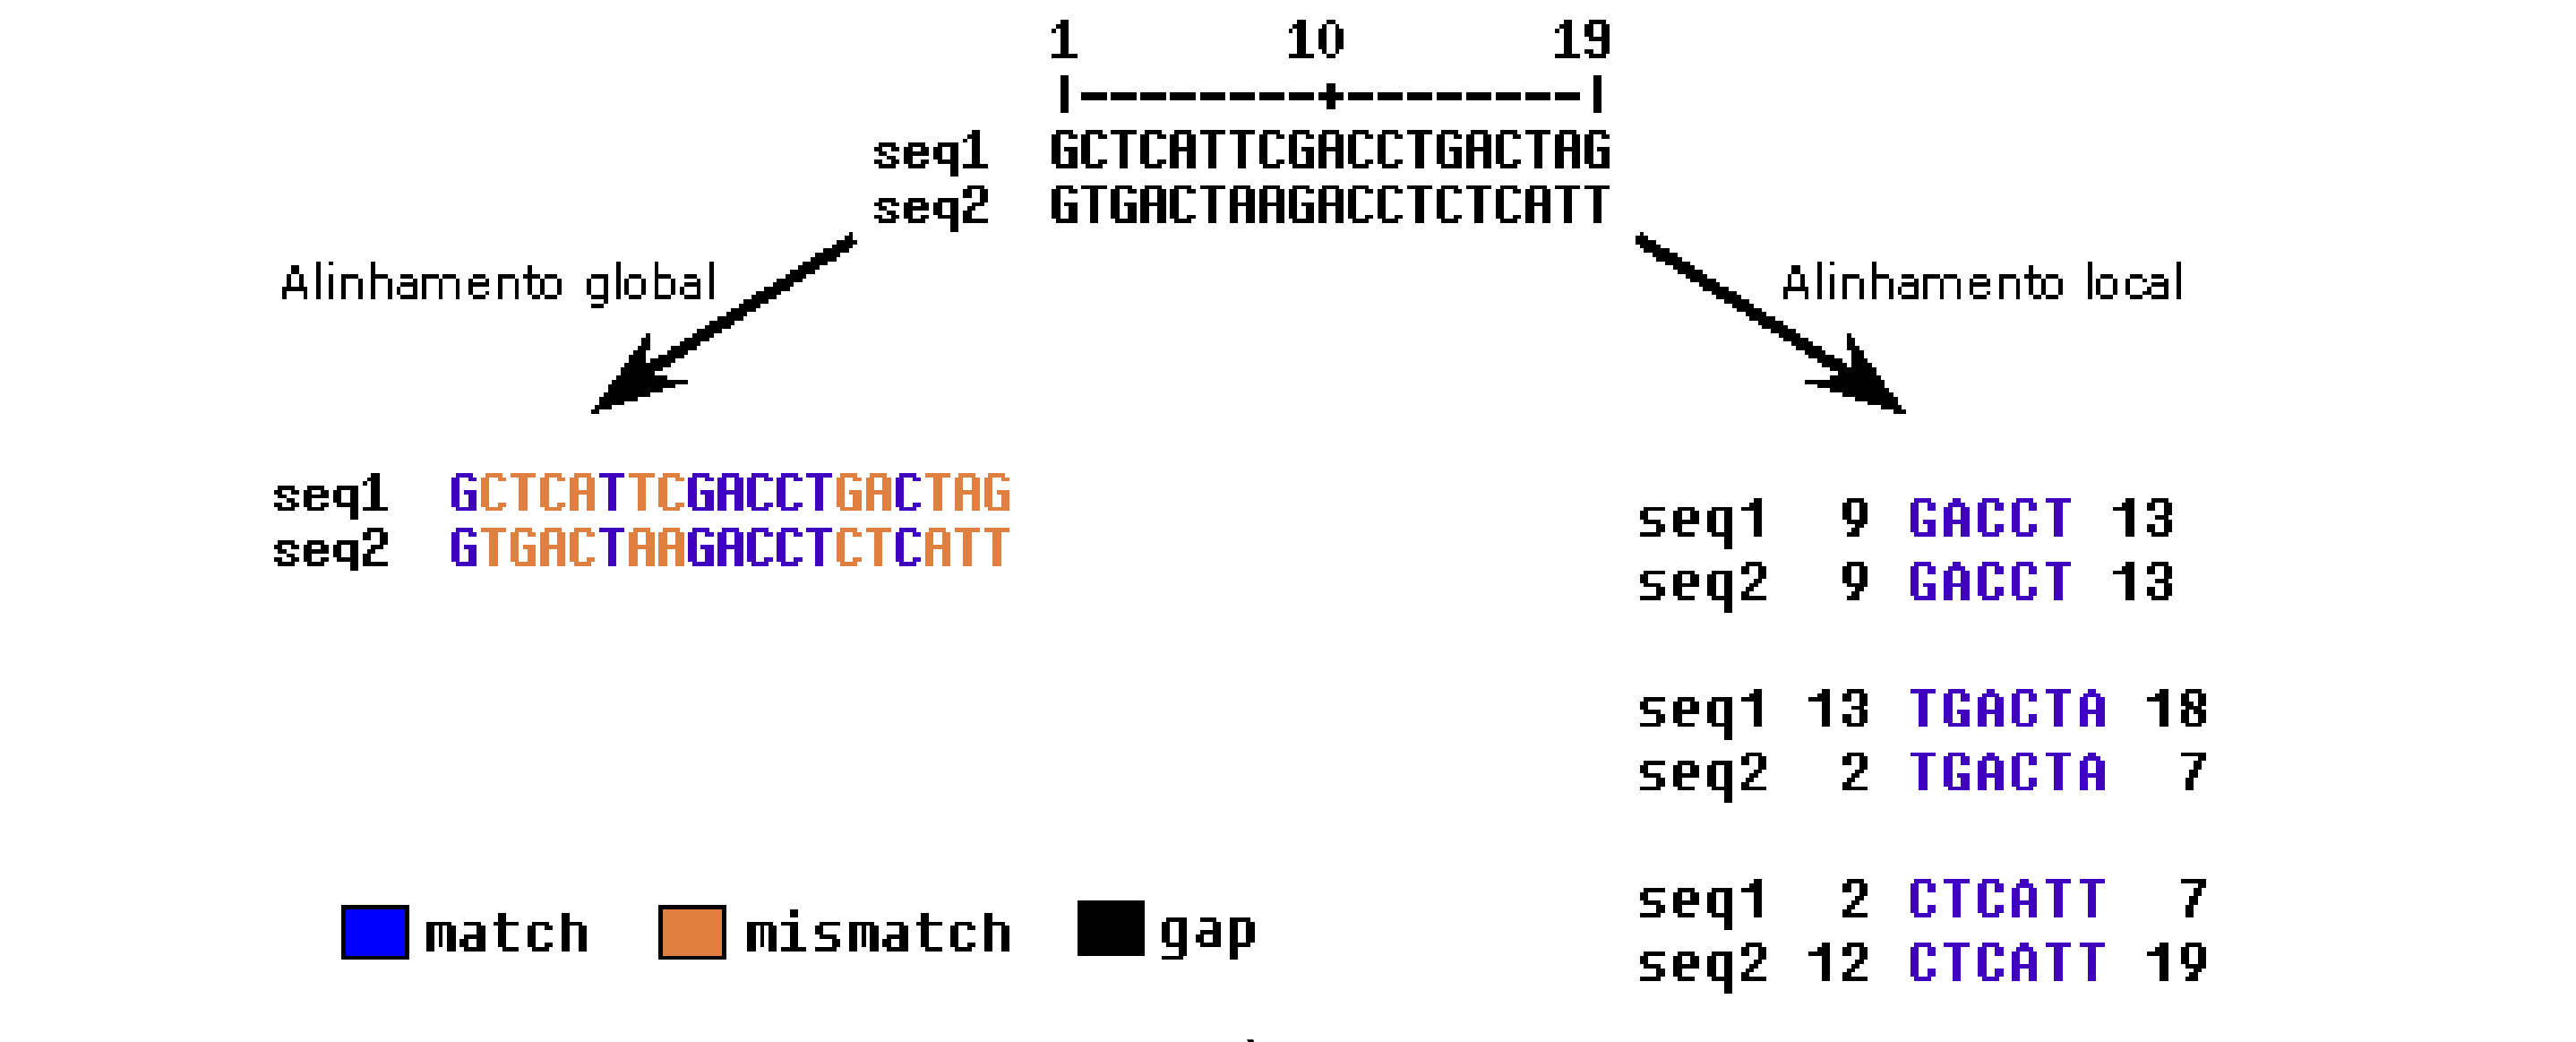 1 10 19
|--------+--------|
seq1 GCTCATTCGACCTGACTAG
seq2 GTGACTAAGACCTCTCATT
Alinhamento global
Alinhamento local
seq1 GCTCATTCGACCTGACTAG
seq2 GTGACTAAGACCTCTCATT
seq1 9 GACCT 13
seq2 9 GACCT 13
seq1 13 TGACTA 18
seq2 2 TGACTA 7
seq1 2 CTCATT 7
seq2 12 CTCATT 19
match mismatch gap